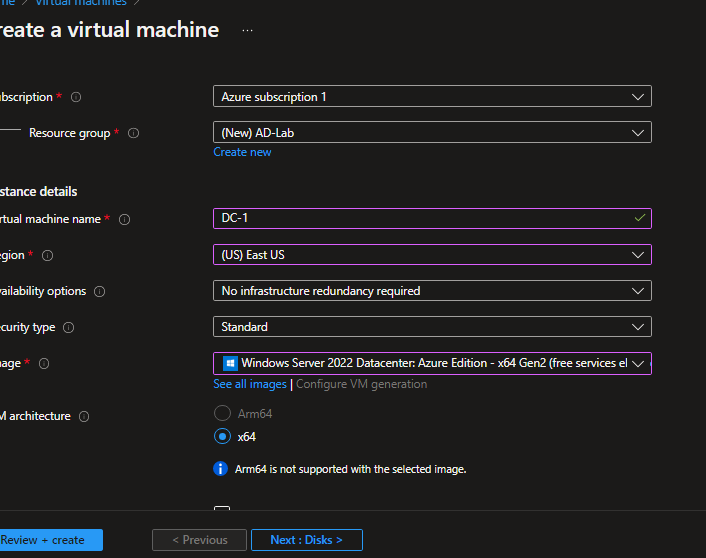 me > Virtual machines >
reate a virtual machine ...
ubscription *
Azure subscription 1
Resource group *
(New) AD-Lab
Create new
stance details
rtual machine name *
DC-1
egion *
(US) East US
vailability options
No infrastructure redundancy required
ecurity type
Standard
mage *
Windows Server 2022 Datacenter: Azure Edition - x64 Gen2 (free services el
See all images | Configure VM generation
M architecture
Arm64
x64
Arm64 is not supported with the selected image.
Review + create
< Previous
Next : Disks >